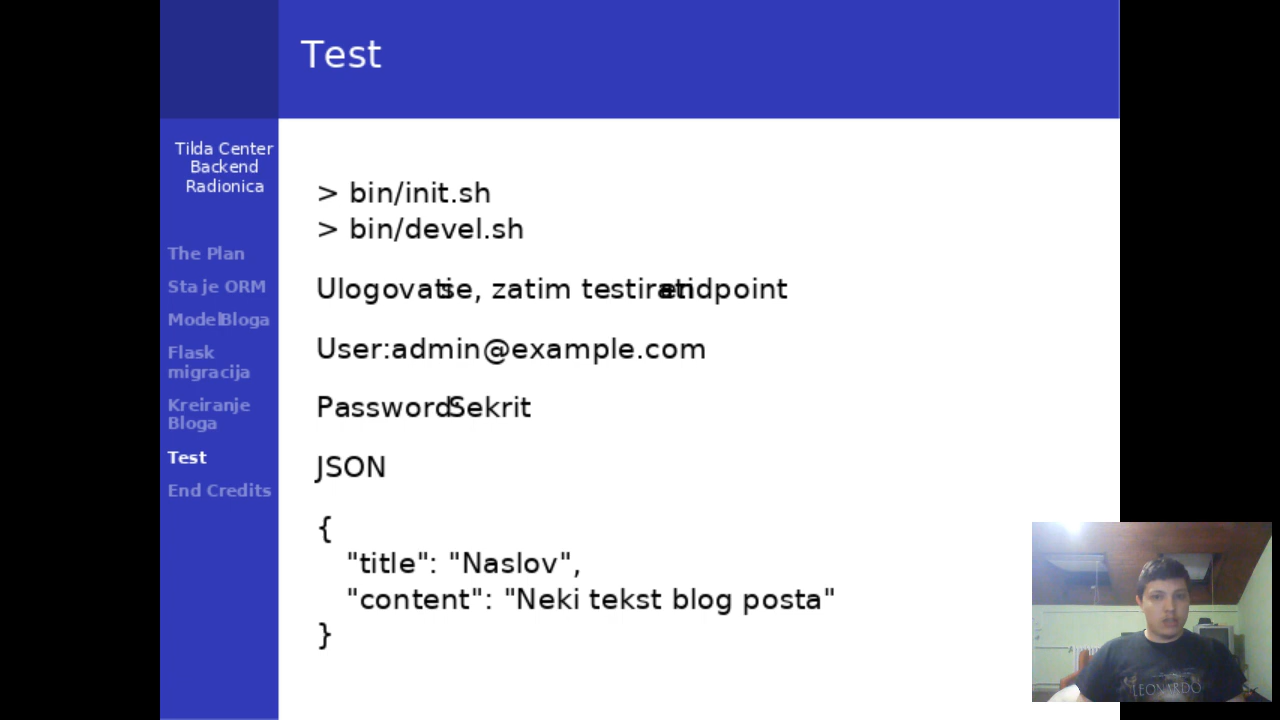 Test
Tilda Center
Backend
Radionica
The Plan
Sta je ORM
Model Bloga
Flask
migracija
Kreiranje
Bloga
Test
End Credits
> bin/init.sh
> bin/devel.sh
Ulogovati se, zatim testirati endpoint
User:admin@example.com
Password: Sekrit
JSON
{
"title": "Naslov",
"content": "Neki tekst blog posta"
}
LEONARDO